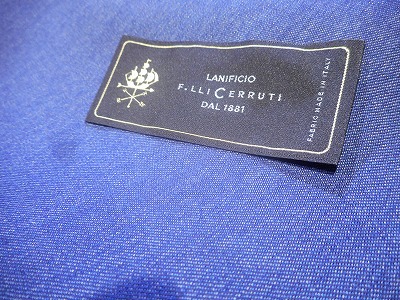 LANIFICIO
F.LLI CERRUTI
DAL 1881
FABRIC MADE IN ITALY